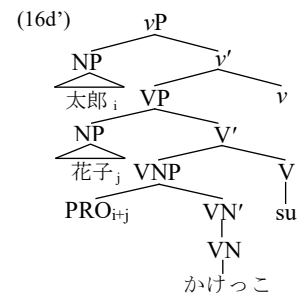 (16d’)
vP
NP v′
太郎 i VP v
NP V′
花子 j VNP V
PROi+j VN′ su
VN
かけっこ